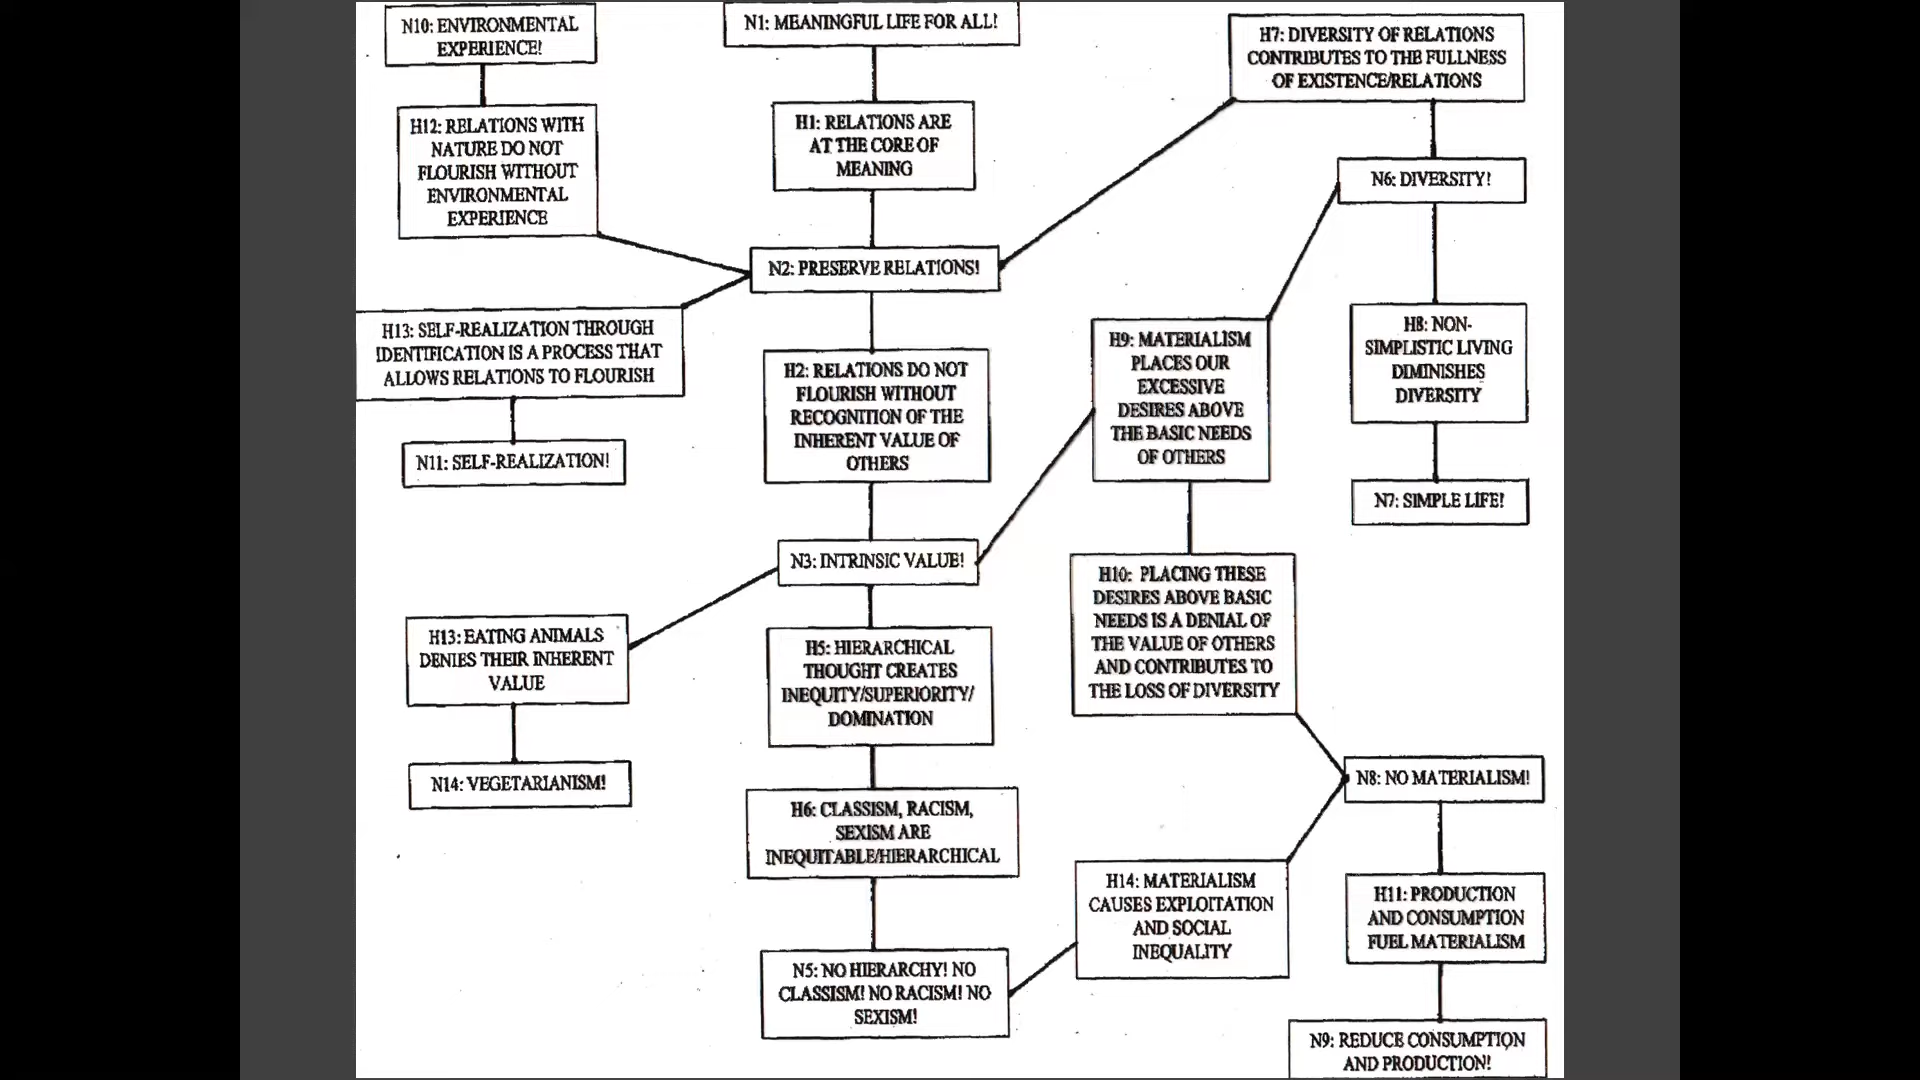 N10: ENVIRONMENTAL
EXPERIENCE!
N1: MEANINGFUL LIFE FOR ALL!
H7: DIVERSITY OF RELATIONS
CONTRIBUTES TO THE FULLNESS
OF EXISTENCE/RELATIONS
H12: RELATIONS WITH
NATURE DO NOT
FLOURISH WITHOUT
ENVIRONMENTAL
EXPERIENCE
H1: RELATIONS ARE
AT THE CORE OF
MEANING
N6: DIVERSITY!
N2: PRESERVE RELATIONS!
H13: SELF-REALIZATION THROUGH
IDENTIFICATION IS A PROCESS THAT
ALLOWS RELATIONS TO FLOURISH
H2: RELATIONS DO NOT
FLOURISH WITHOUT
RECOGNITION OF THE
INHERENT VALUE OF
OTHERS
H9: MATERIALISM
PLACES OUR
EXCESSIVE
DESIRES ABOVE
THE BASIC NEEDS
OF OTHERS
H8: NON-
SIMPLISTIC LIVING
DIMINISHES
DIVERSITY
N11: SELF-REALIZATION!
N7: SIMPLE LIFE!
N3: INTRINSIC VALUE!
H10: PLACING THESE
DESIRES ABOVE BASIC
NEEDS IS A DENIAL OF
THE VALUE OF OTHERS
AND CONTRIBUTES TO
THE LOSS OF DIVERSITY
H13: EATING ANIMALS
DENIES THEIR INHERENT
VALUE
H5: HIERARCHICAL
THOUGHT CREATES
INEQUITY/SUPERIORITY/
DOMINATION
N14: VEGETARIANISM!
N8: NO MATERIALISM!
H6: CLASSISM, RACISM,
SEXISM ARE
INEQUITABLE/HIERARCHICAL
H14: MATERIALISM
CAUSES EXPLOITATION
AND SOCIAL
INEQUALITY
H11: PRODUCTION
AND CONSUMPTION
FUEL MATERIALISM
N5: NO HIERARCHY! NO
CLASSISM! NO RACISM! NO
SEXISM!
N9: REDUCE CONSUMPTION
AND PRODUCTION!